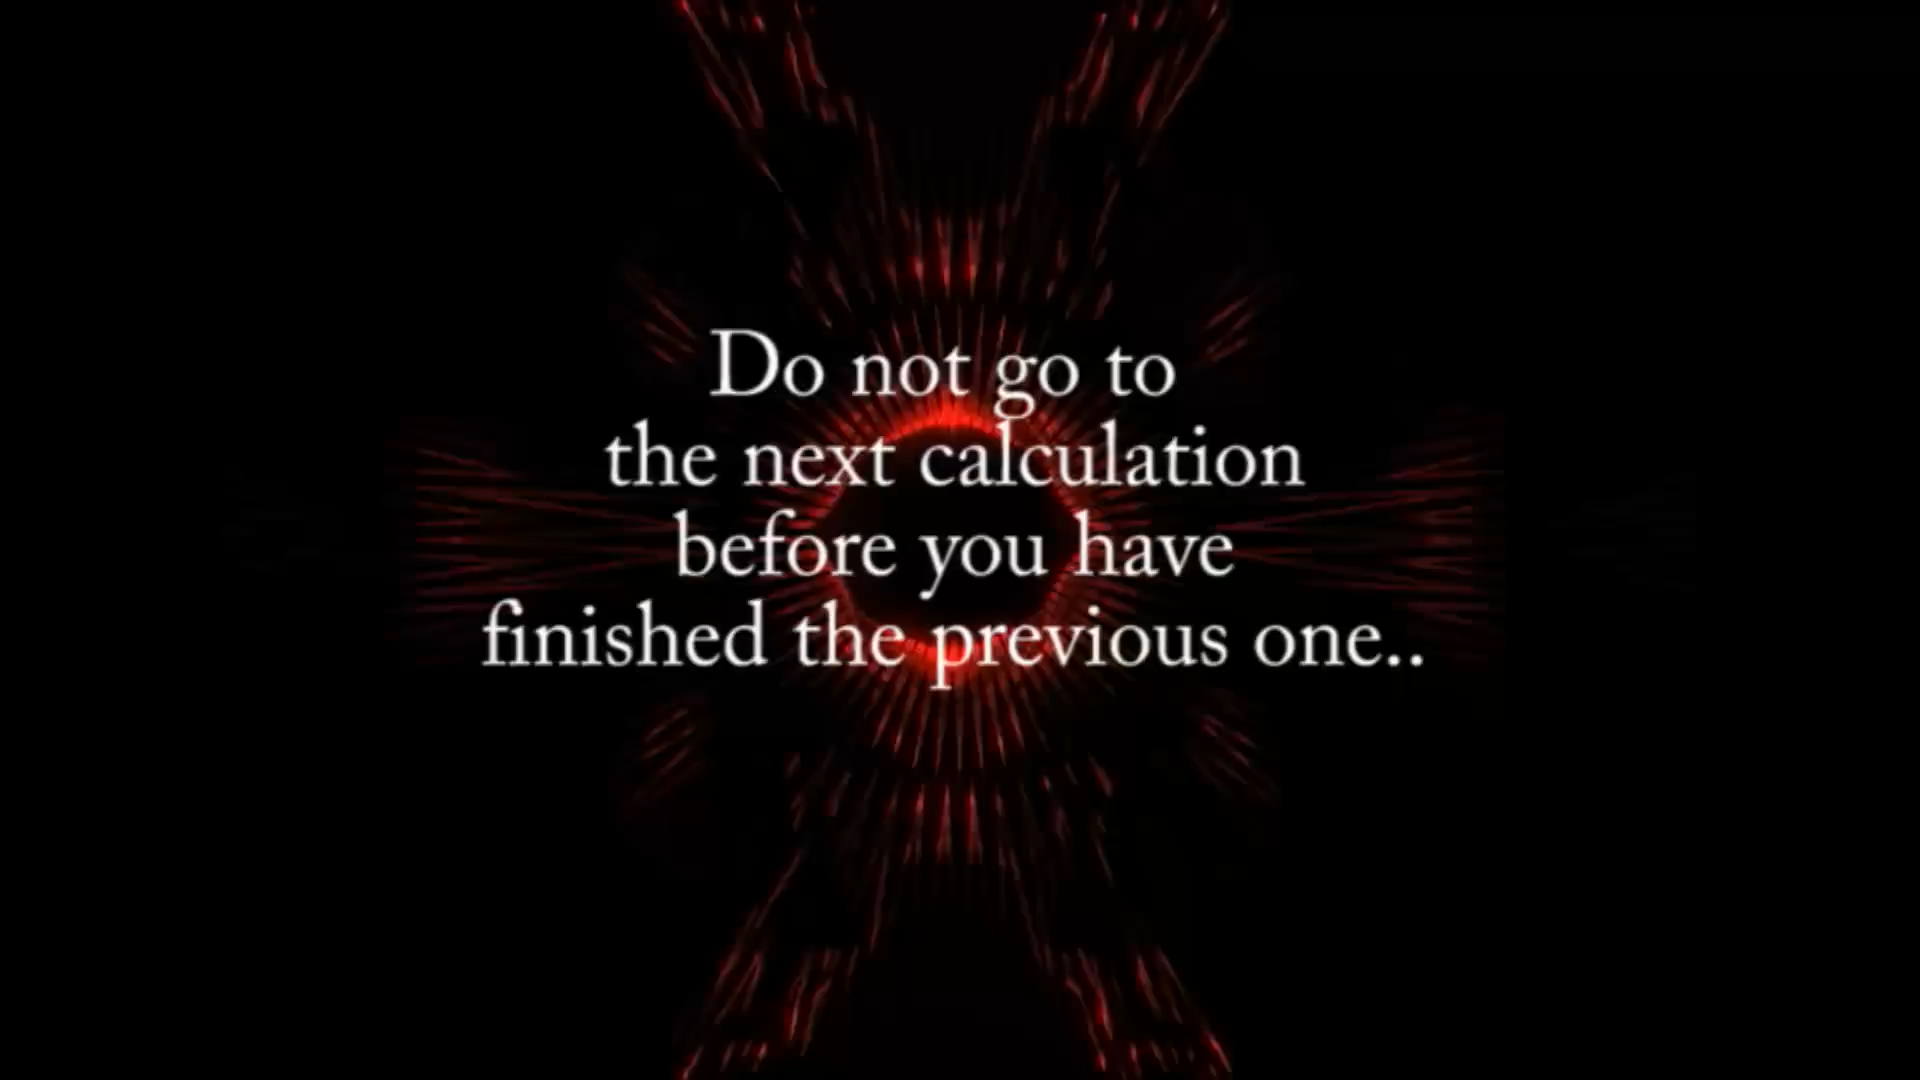 Do not go to
the next calculation
before you have
finished the previous one..